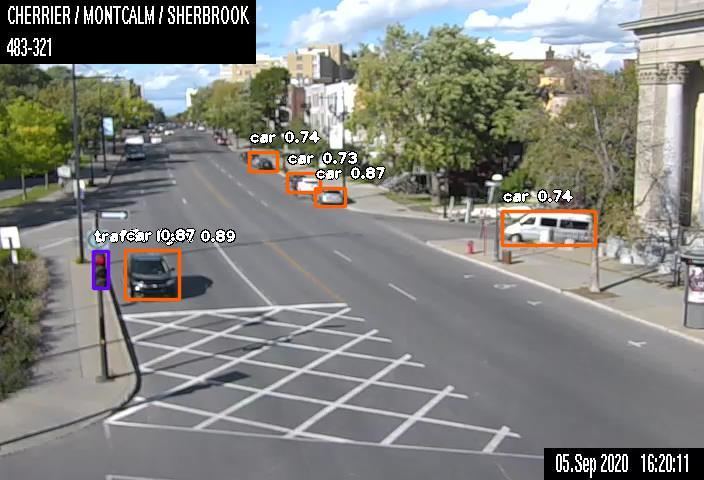 CHERRIER / MONTCALM / SHERBROOK
483-321
car 0.74
car 0.73
car 0.87
car 0.74
car 0.87
0.89
05.Sep 2020 16:20:11